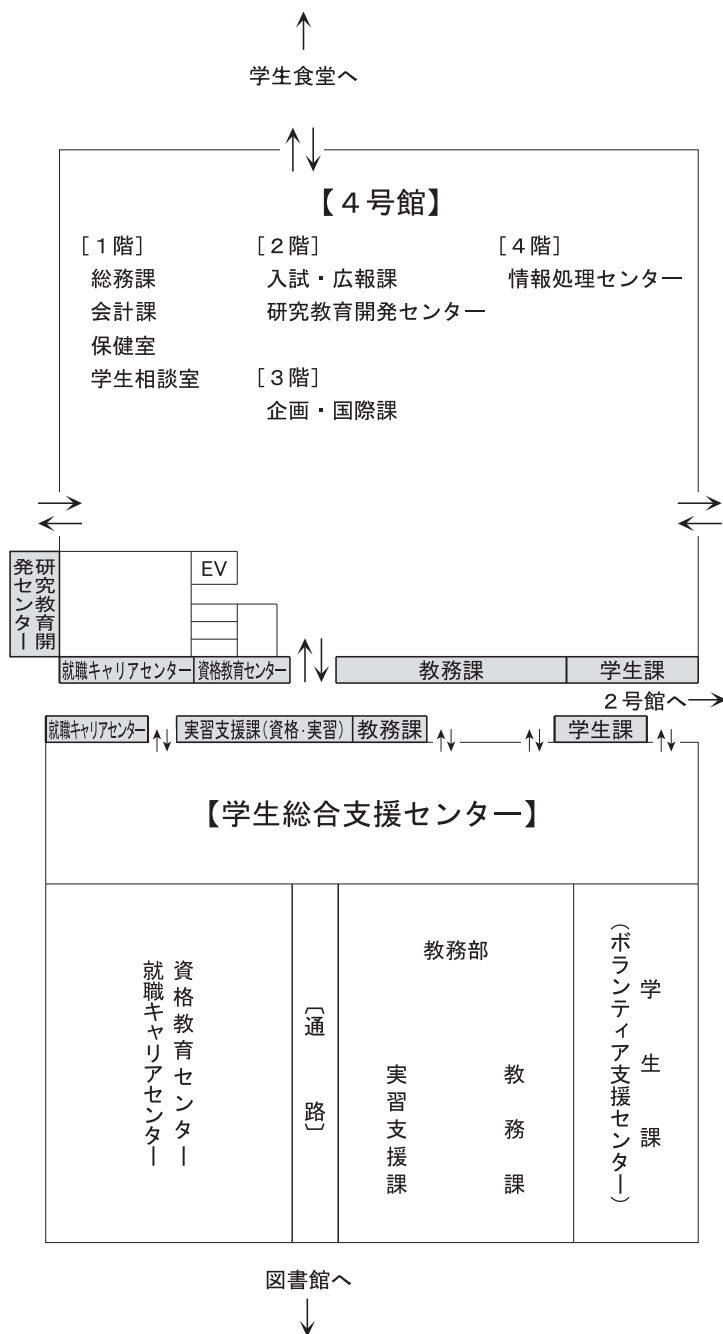 学生食堂へ
【4号館】
[1階]
総務課
会計課
保健室
学生相談室
[2階]
入試・広報課
研究教育開発センター
[3階]
企画・国際課
[4階]
情報処理センター
研究教育開
発センター
EV
就職キャリアセンター
資格教育センター
教務課
学生課
2号館へ
就職キャリアセンター
実習支援課(資格・実習)
教務課
学生課
【学生総合支援センター】
資格教育センター
就職キャリアセンター
〔通路〕
教務部
教務課
実習支援課
学生課
(ボランティア支援センター)
図書館へ